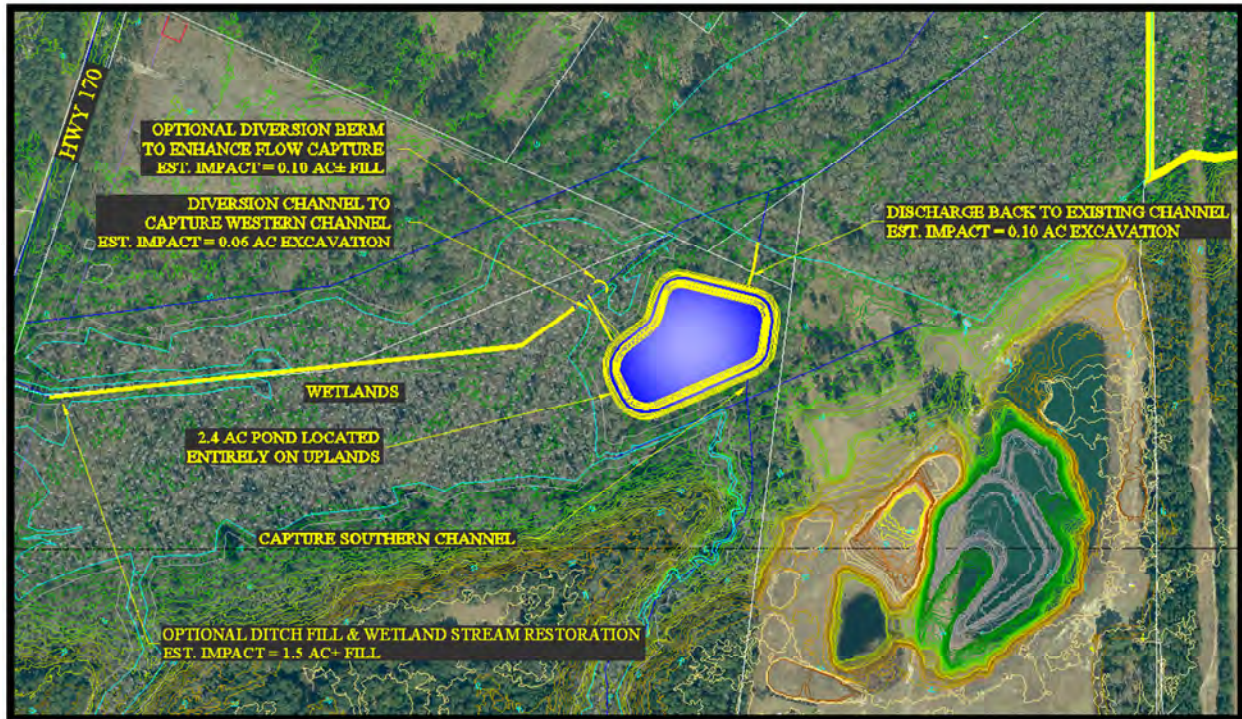 HWY 170
OPTIONAL DIVERSION BERM
TO ENHANCE FLOW CAPTURE
EST. IMPACT = 0.10 AC± FILL
DIVERSION CHANNEL TO
CAPTURE WESTERN CHANNEL
EST. IMPACT = 0.06 AC EXCAVATION
DISCHARGE BACK TO EXISTING CHANNEL
EST. IMPACT = 0.10 AC EXCAVATION
WETLANDS
2.4 AC POND LOCATED
ENTIRELY ON UPLANDS
CAPTURE SOUTHERN CHANNEL
OPTIONAL DITCH FILL & WETLAND STREAM RESTORATION
EST. IMPACT = 1.5 AC± FILL